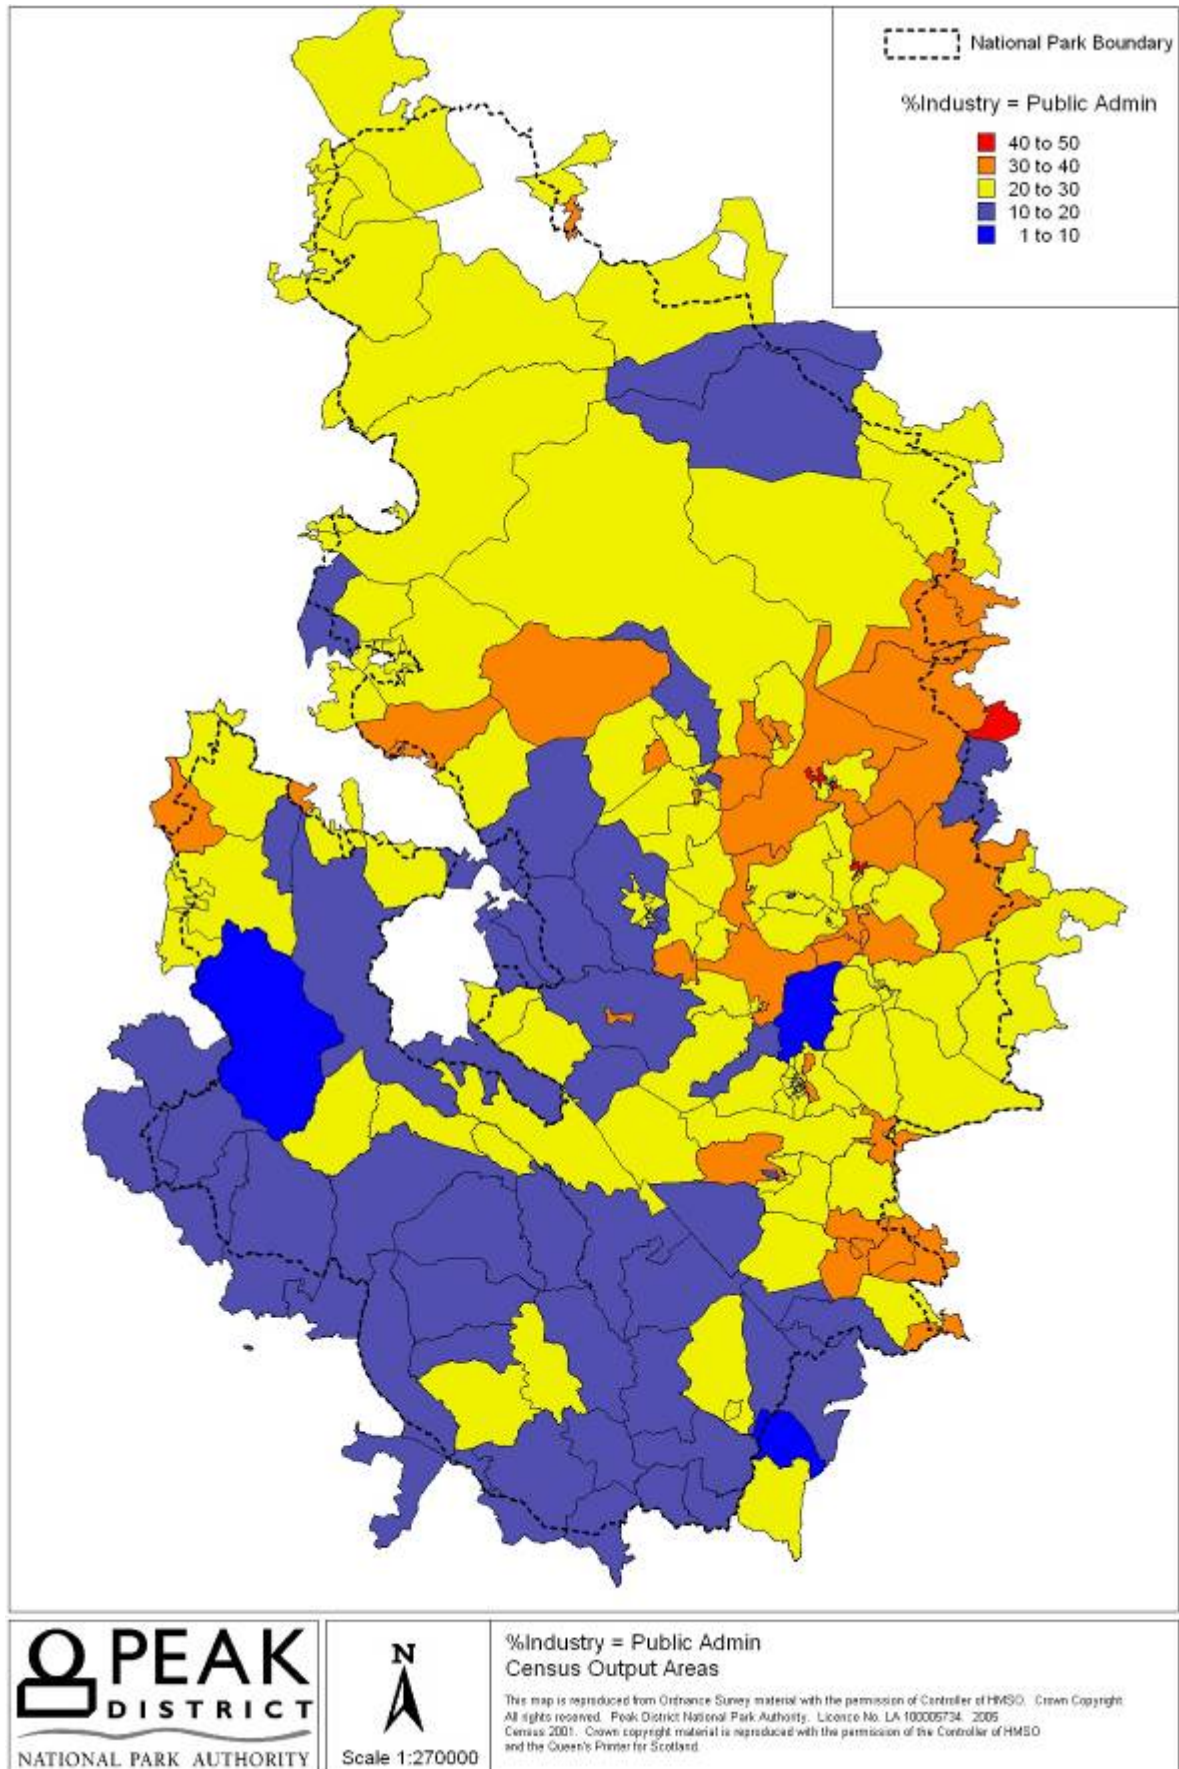 National Park Boundary
%Industry = Public Admin
40 to 50
30 to 40
20 to 30
10 to 20
1 to 10
PEAK
DISTRICT
NATIONAL PARK AUTHORITY
N
Scale 1:270000
%Industry = Public Admin
Census Output Areas
This map is reproduced from Ordnance Survey material with the permission of Controller of HMSO. Crown Copyright.
All rights reserved. Peak District National Park Authority. Licence No. LA 100005734. 2005
Census 2001. Crown copyright material is reproduced with the permission of the Controller of HMSO
and the Queen's Printer for Scotland.